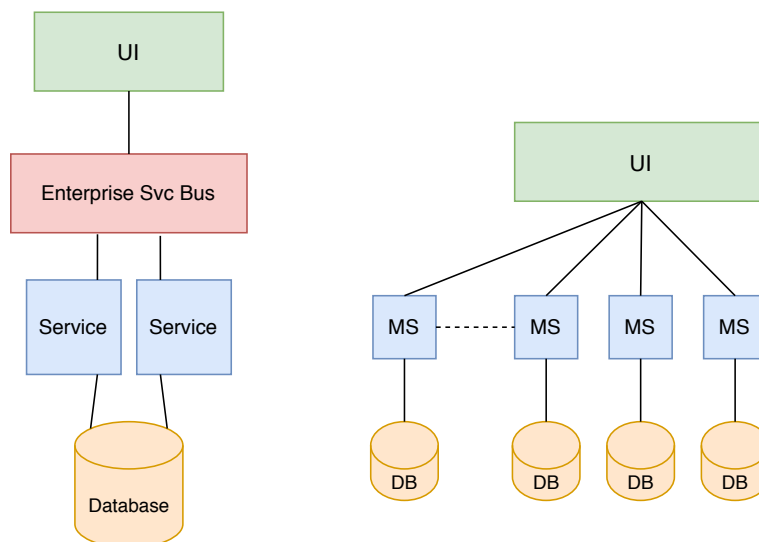 UI
Enterprise Svc Bus
Service
Service
Database
UI
MS
MS
MS
MS
DB
DB
DB
DB